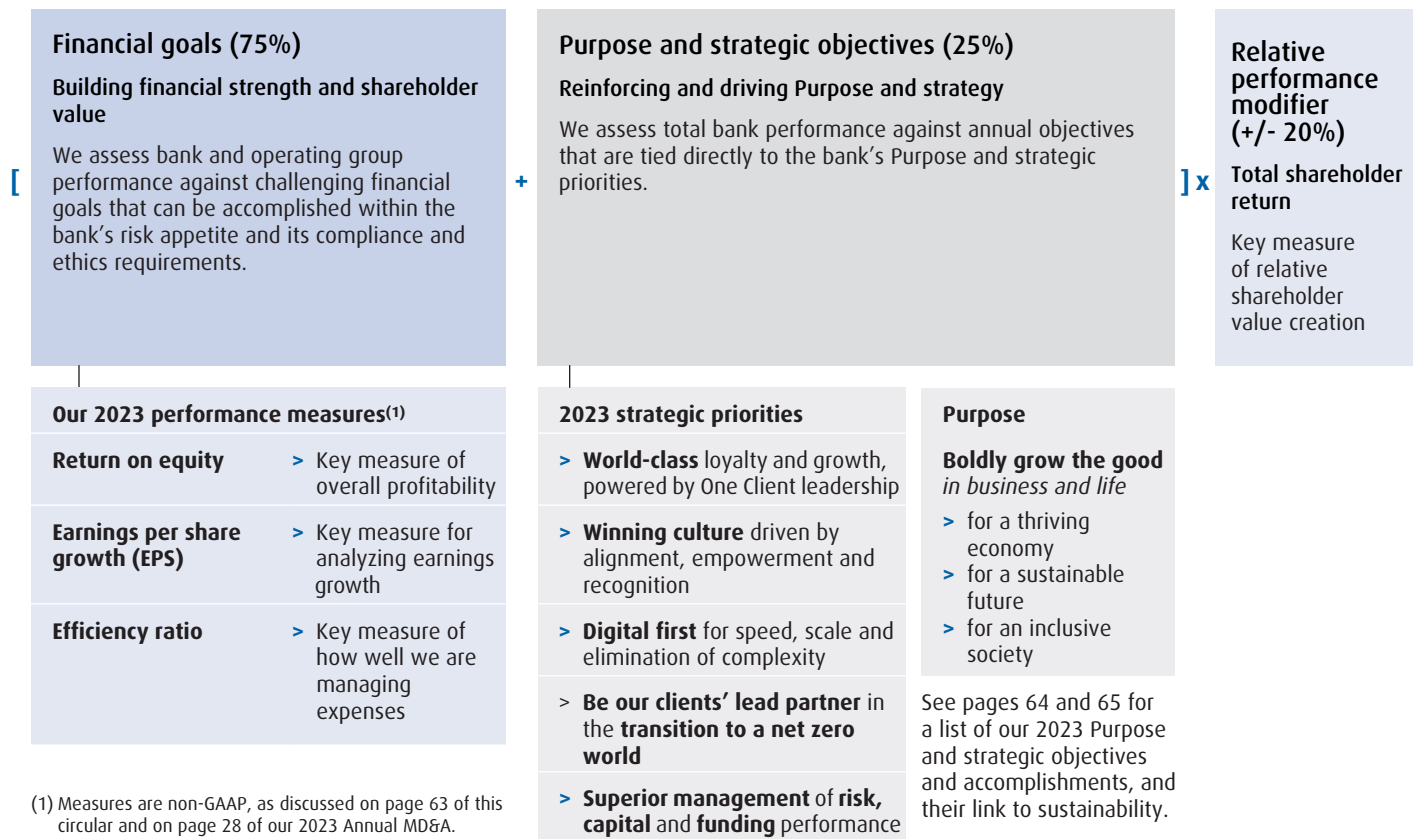 [
Financial goals (75%)
Building financial strength and shareholder
value
We assess bank and operating group
performance against challenging financial
goals that can be accomplished within the
bank's risk appetite and its compliance and
ethics requirements.
+
Purpose and strategic objectives (25%)
Reinforcing and driving Purpose and strategy
We assess total bank performance against annual objectives
that are tied directly to the bank's Purpose and strategic
priorities.
] x
Relative
performance
modifier
(+/- 20%)
Total shareholder
return
Key measure
of relative
shareholder
value creation
Our 2023 performance measures(1)
Return on equity
> Key measure of
overall profitability
Earnings per share
growth (EPS)
> Key measure for
analyzing earnings
growth
Efficiency ratio
> Key measure of
how well we are
managing
expenses
(1) Measures are non-GAAP, as discussed on page 63 of this
circular and on page 28 of our 2023 Annual MD&A.
2023 strategic priorities
> World-class loyalty and growth,
powered by One Client leadership
> Winning culture driven by
alignment, empowerment and
recognition
> Digital first for speed, scale and
elimination of complexity
> Be our clients' lead partner in
the transition to a net zero
world
> Superior management of risk,
capital and funding performance
Purpose
Boldly grow the good
in business and life
> for a thriving
economy
> for a sustainable
future
> for an inclusive
society
See pages 64 and 65 for
a list of our 2023 Purpose
and strategic objectives
and accomplishments, and
their link to sustainability.